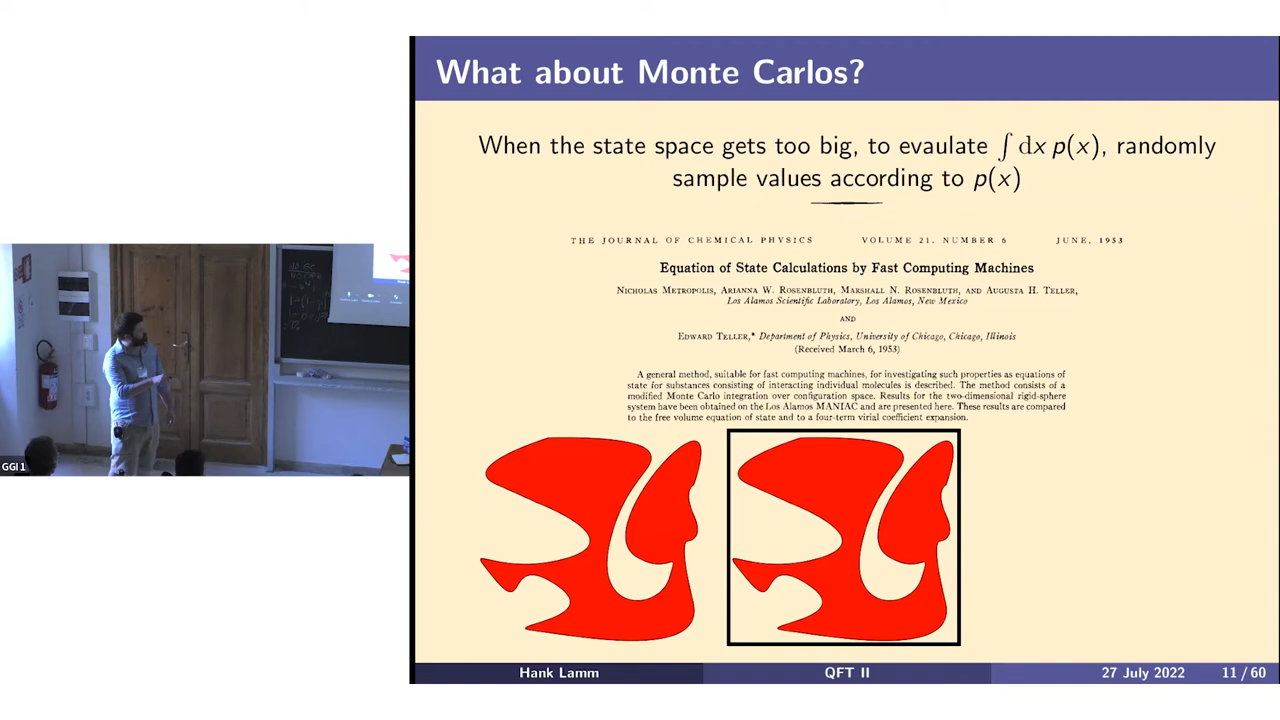 What about Monte Carlos?
When the state space gets too big, to evaulate ∫ dx p(x), randomly
sample values according to p(x)
THE JOURNAL OF CHEMICAL PHYSICS VOLUME 21, NUMBER 6 JUNE, 1953
Equation of State Calculations by Fast Computing Machines
NICHOLAS METROPOLIS, ARIANNA W. ROSENBLUTH, MARSHALL N. ROSENBLUTH, AND AUGUSTA H. TELLER,
Los Alamos Scientific Laboratory, Los Alamos, New Mexico
AND
EDWARD TELLER,* Department of Physics, University of Chicago, Chicago, Illinois
(Received March 6, 1953)
A general method, suitable for fast computing machines, for investigating such properties as equations of
state for substances consisting of interacting individual molecules is described. The method consists of a
modified Monte Carlo integration over configuration space. Results for the two-dimensional rigid-sphere
system have been obtained on the Los Alamos MANIAC and are presented here. These results are compared
to the free volume equation of state and to a four-term virial coefficient expansion.
GGI 1
Hank Lamm QFT II 27 July 2022 11 / 60